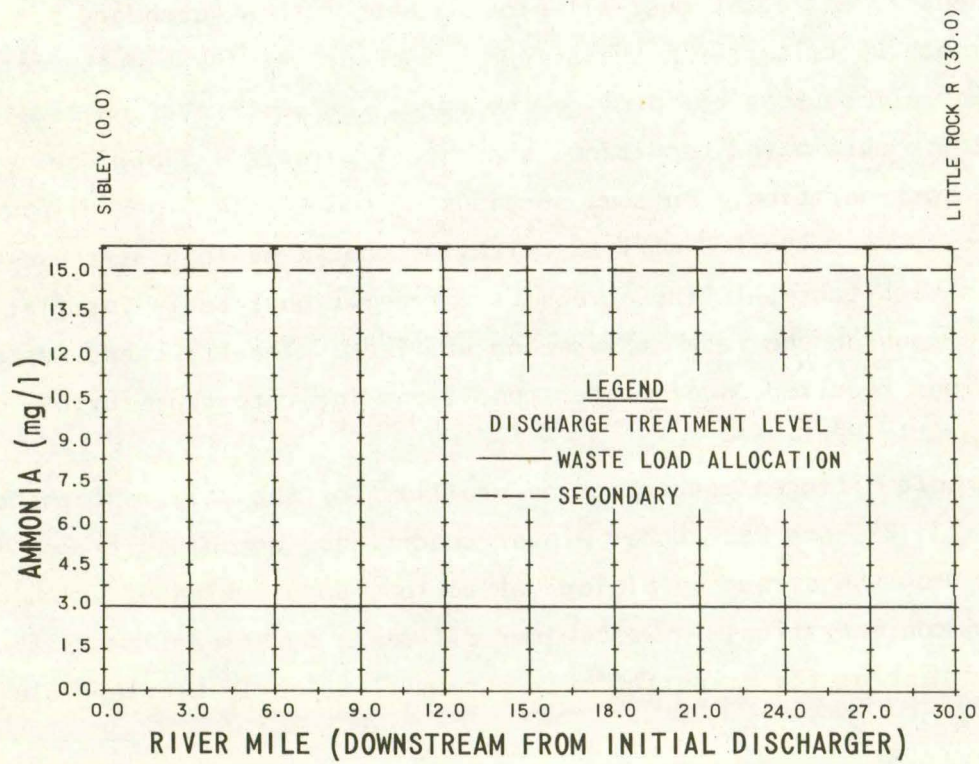 SIBLEY (0.0)
LITTLE ROCK R (30.0)
AMMONIA (mg/l)
15.0
13.5
12.0
10.5
9.0
7.5
6.0
4.5
3.0
1.5
0.0
LEGEND
DISCHARGE TREATMENT LEVEL
WASTE LOAD ALLOCATION
SECONDARY
0.0 3.0 6.0 9.0 12.0 15.0 18.0 21.0 24.0 27.0 30.0
RIVER MILE (DOWNSTREAM FROM INITIAL DISCHARGER)